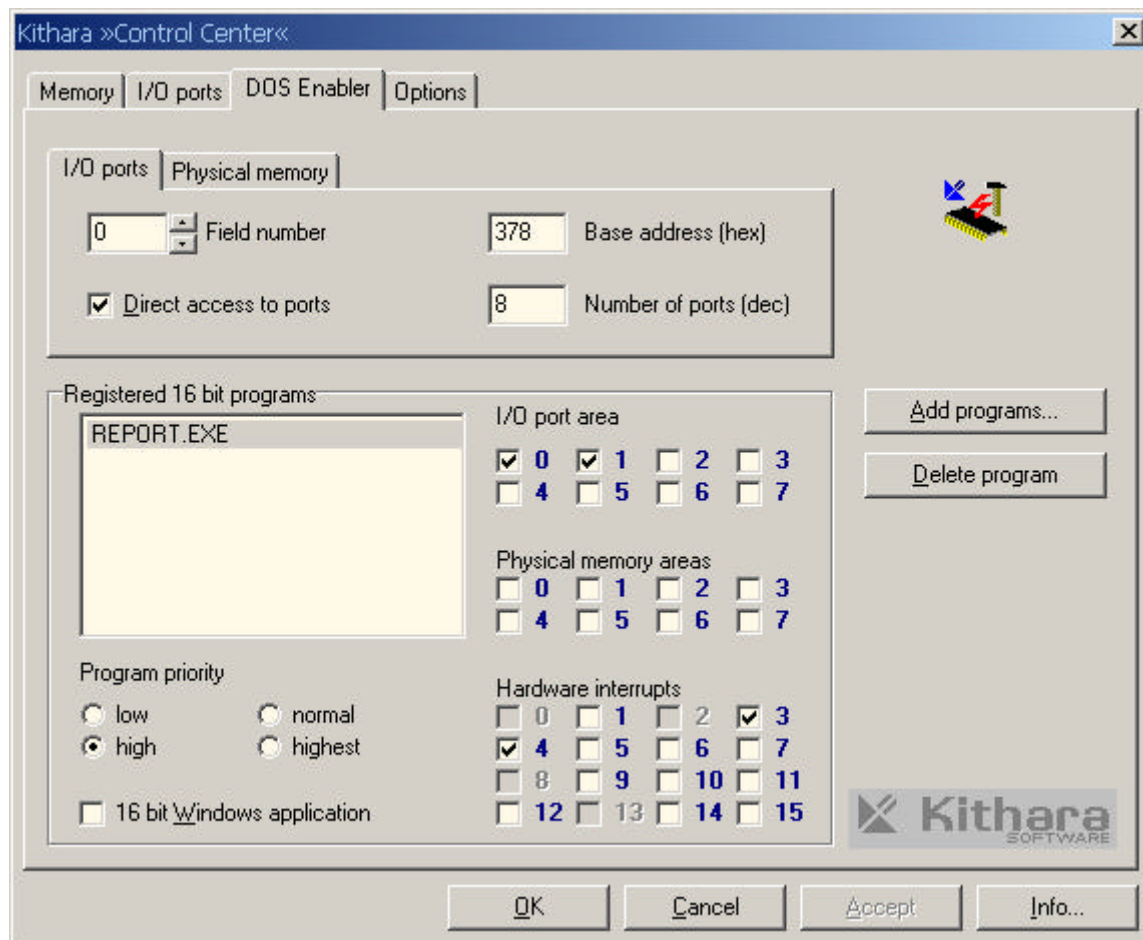 Kithara »Control Center«
Memory I/O ports DOS Enabler Options
I/O ports Physical memory
0 Field number 378 Base address (hex)
Direct access to ports 8 Number of ports (dec)
Registered 16 bit programs
REPORT.EXE
I/O port area
0 1 2 3
4 5 6 7
Physical memory areas
0 1 2 3
4 5 6 7
Program priority
low normal
high highest
16 bit Windows application
Hardware interrupts
0 1 2 3
4 5 6 7
8 9 10 11
12 13 14 15
Add programs...
Delete program
Kithara
SOFTWARE
OK Cancel Accept Info...